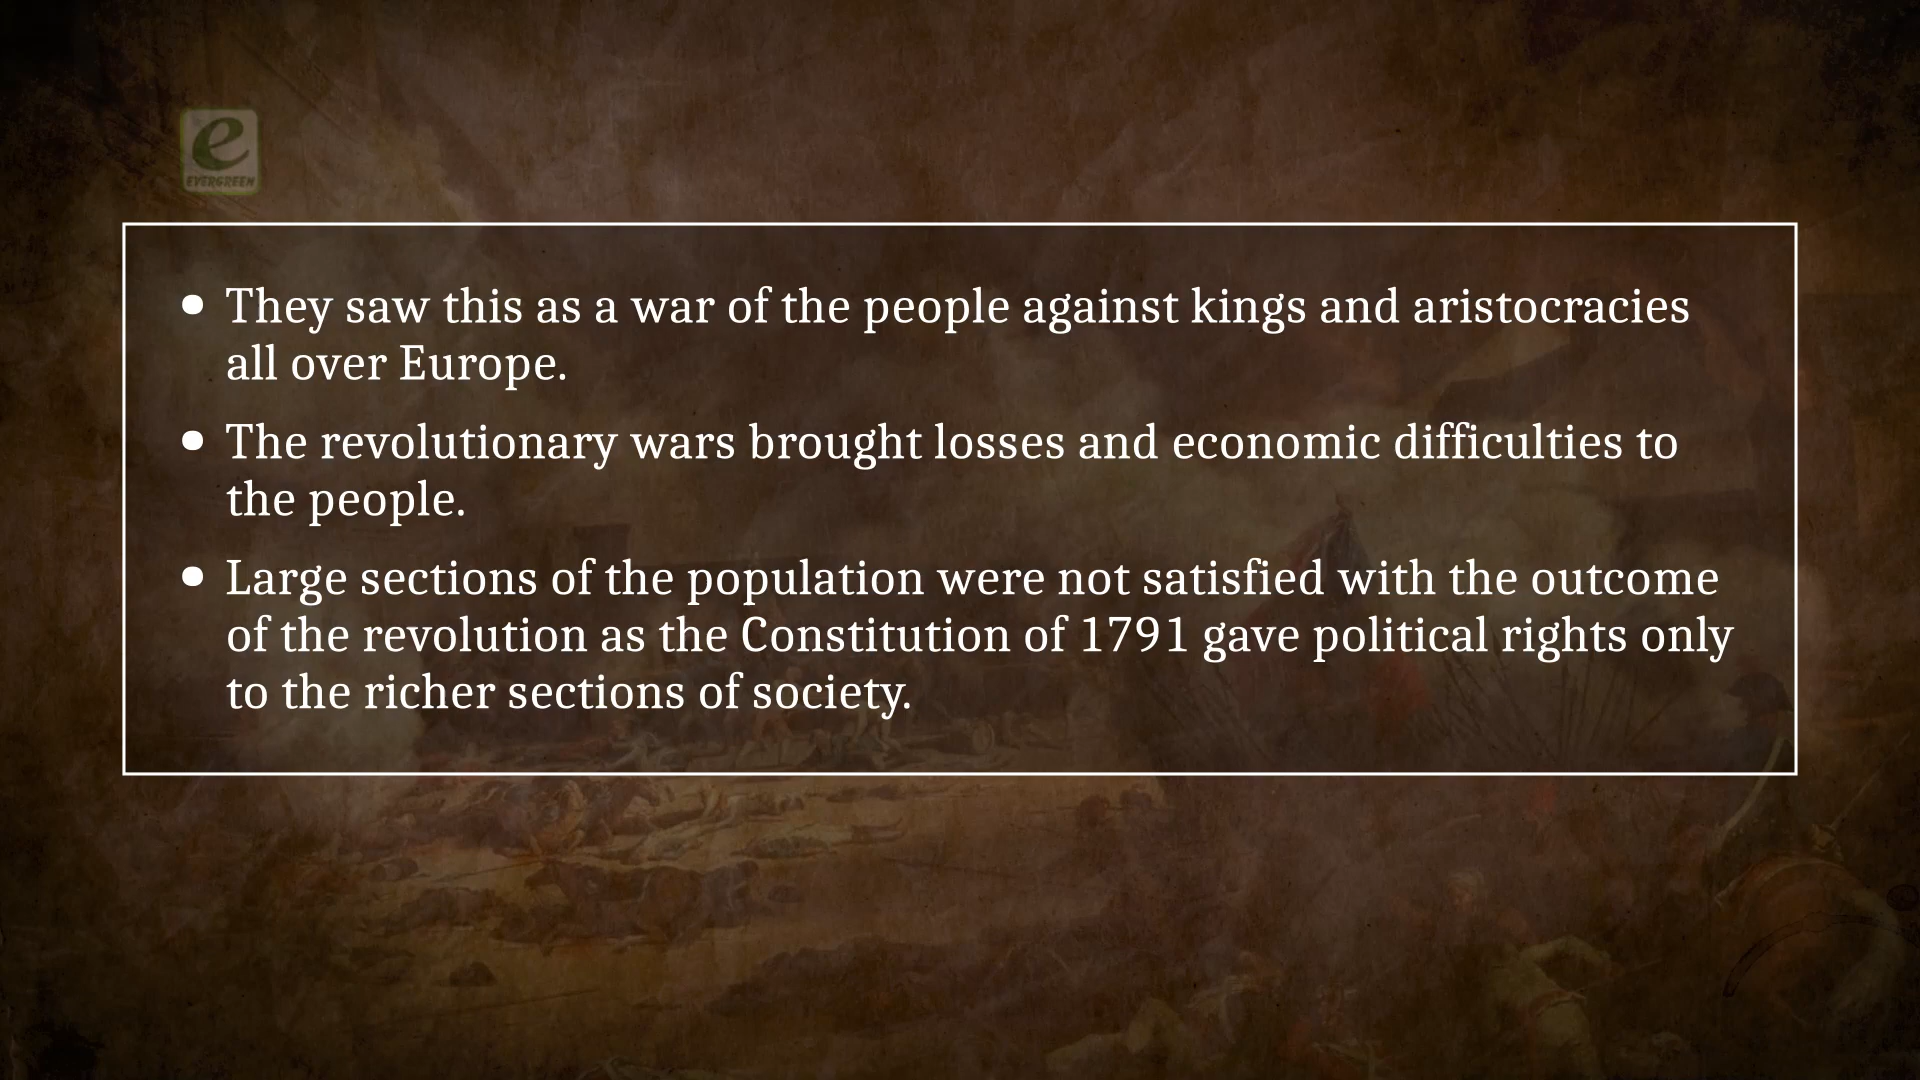 e
EVERGREEN
• They saw this as a war of the people against kings and aristocracies
all over Europe.
• The revolutionary wars brought losses and economic difficulties to
the people.
• Large sections of the population were not satisfied with the outcome
of the revolution as the Constitution of 1791 gave political rights only
to the richer sections of society.